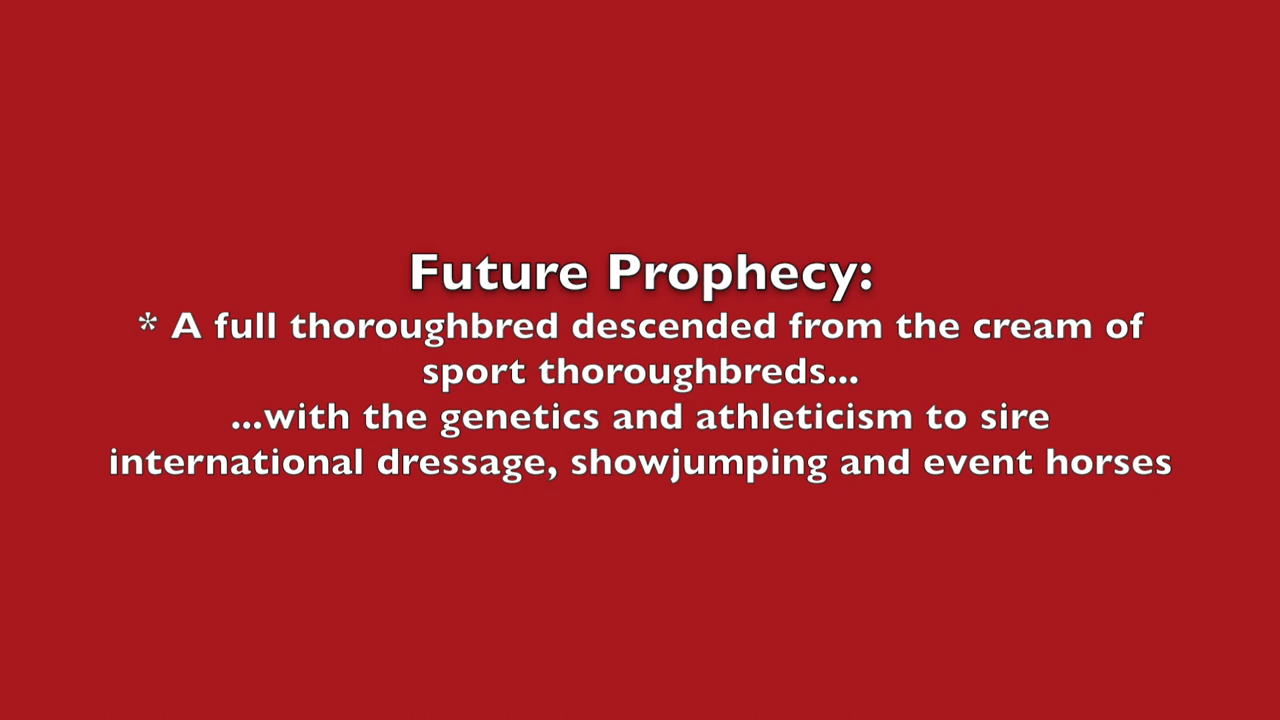 Future Prophecy:
* A full thoroughbred descended from the cream of
sport thoroughbreds...
...with the genetics and athleticism to sire
international dressage, showjumping and event horses